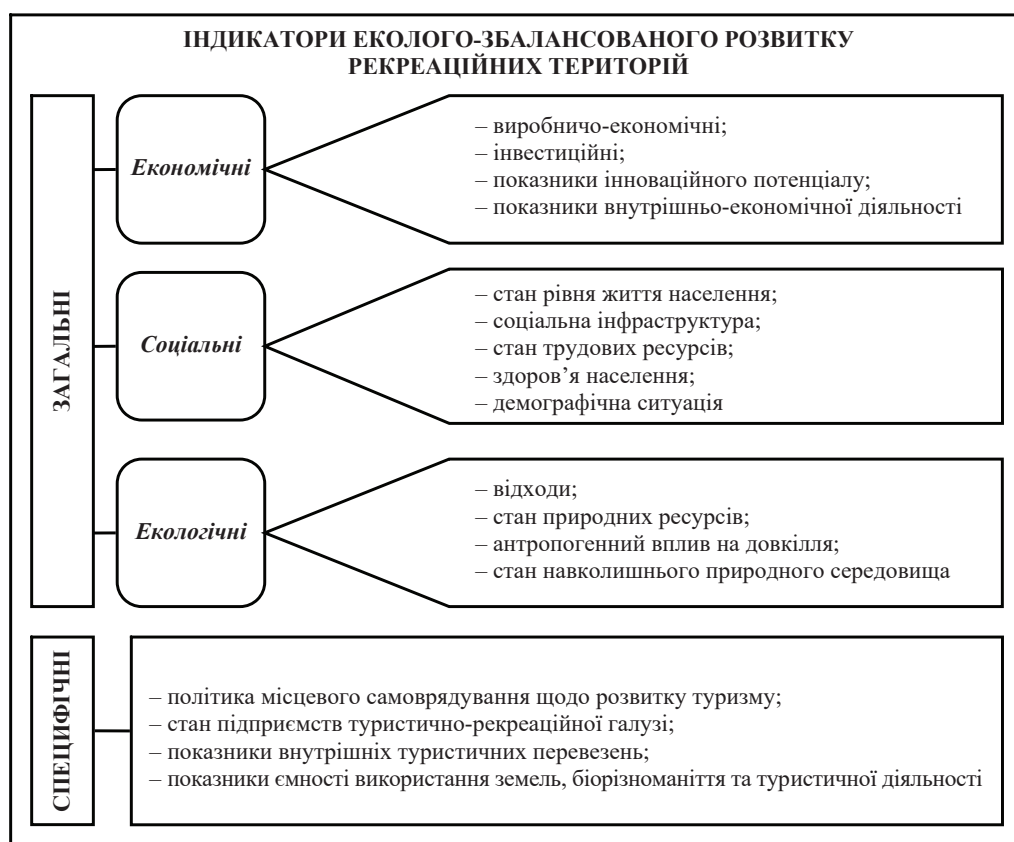 ІНДИКАТОРИ ЕКОЛОГО-ЗБАЛАНСОВАНОГО РОЗВИТКУ
РЕКРЕАЦІЙНИХ ТЕРИТОРІЙ
ЗАГАЛЬНІ
Економічні
– виробничо-економічні;
– інвестиційні;
– показники інноваційного потенціалу;
– показники внутрішньо-економічної діяльності
Соціальні
– стан рівня життя населення;
– соціальна інфраструктура;
– стан трудових ресурсів;
– здоров’я населення;
– демографічна ситуація
Екологічні
– відходи;
– стан природних ресурсів;
– антропогенний вплив на довкілля;
– стан навколишнього природного середовища
СПЕЦИФІЧНІ
– політика місцевого самоврядування щодо розвитку туризму;
– стан підприємств туристично-рекреаційної галузі;
– показники внутрішніх туристичних перевезень;
– показники ємності використання земель, біорізноманіття та туристичної діяльності